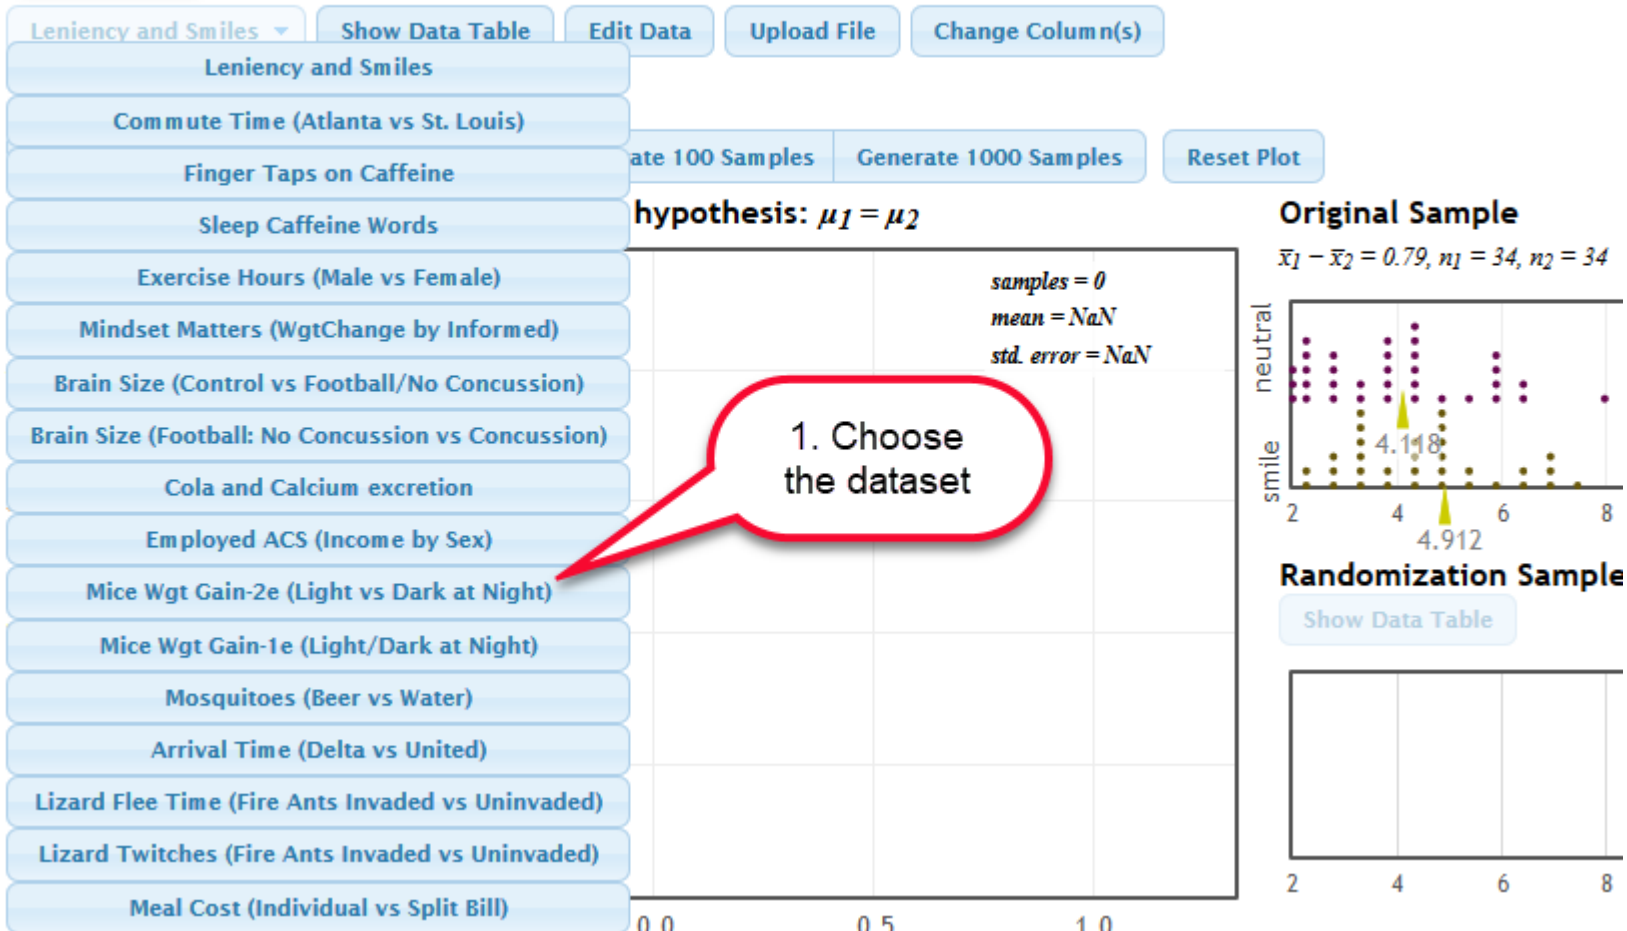 Leniency and Smiles
Show Data Table
Edit Data
Upload File
Change Column(s)
Leniency and Smiles
Commute Time (Atlanta vs St. Louis)
Finger Taps on Caffeine
Sleep Caffeine Words
Exercise Hours (Male vs Female)
Mindset Matters (WgtChange by Informed)
Brain Size (Control vs Football/No Concussion)
Brain Size (Football: No Concussion vs Concussion)
Cola and Calcium excretion
Employed ACS (Income by Sex)
Mice Wgt Gain-2e (Light vs Dark at Night)
Mice Wgt Gain-1e (Light/Dark at Night)
Mosquitoes (Beer vs Water)
Arrival Time (Delta vs United)
Lizard Flee Time (Fire Ants Invaded vs Uninvaded)
Lizard Twitches (Fire Ants Invaded vs Uninvaded)
Meal Cost (Individual vs Split Bill)
ate 100 Samples
Generate 1000 Samples
Reset Plot
hypothesis: μ1 = μ2
samples = 0
mean = NaN
std. error = NaN
1. Choose
the dataset
0.0 0.5 1.0
Original Sample
x̄1 − x̄2 = 0.79, n1 = 34, n2 = 34
neutral
4.118
smile
2 4 6 8
4.912
Randomization Sample
Show Data Table
2 4 6 8